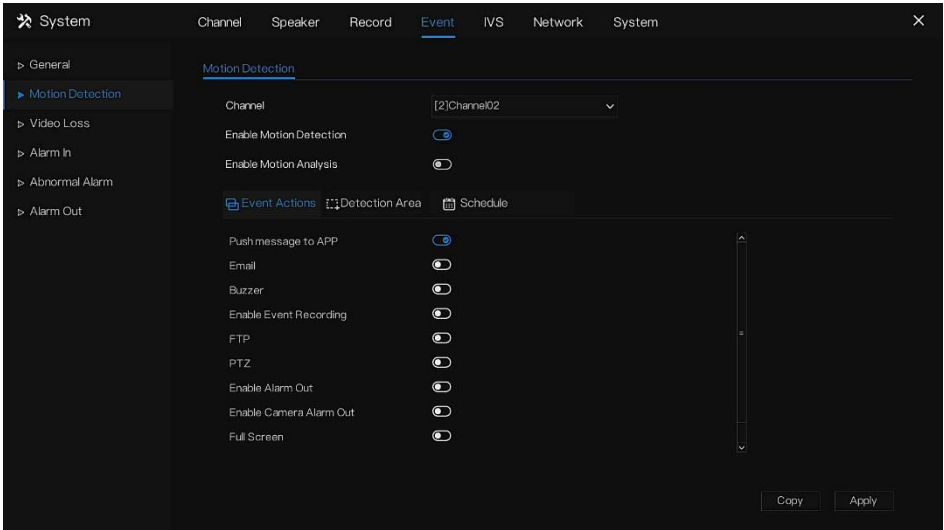 System Channel Speaker Record Event IVS Network System
General
Motion Detection
Video Loss
Alarm In
Abnormal Alarm
Alarm Out
Motion Detection
Channel [2]Channel02
Enable Motion Detection
Enable Motion Analysis
Event Actions Detection Area Schedule
Push message to APP
Email
Buzzer
Enable Event Recording
FTP
PTZ
Enable Alarm Out
Enable Camera Alarm Out
Full Screen
Copy Apply